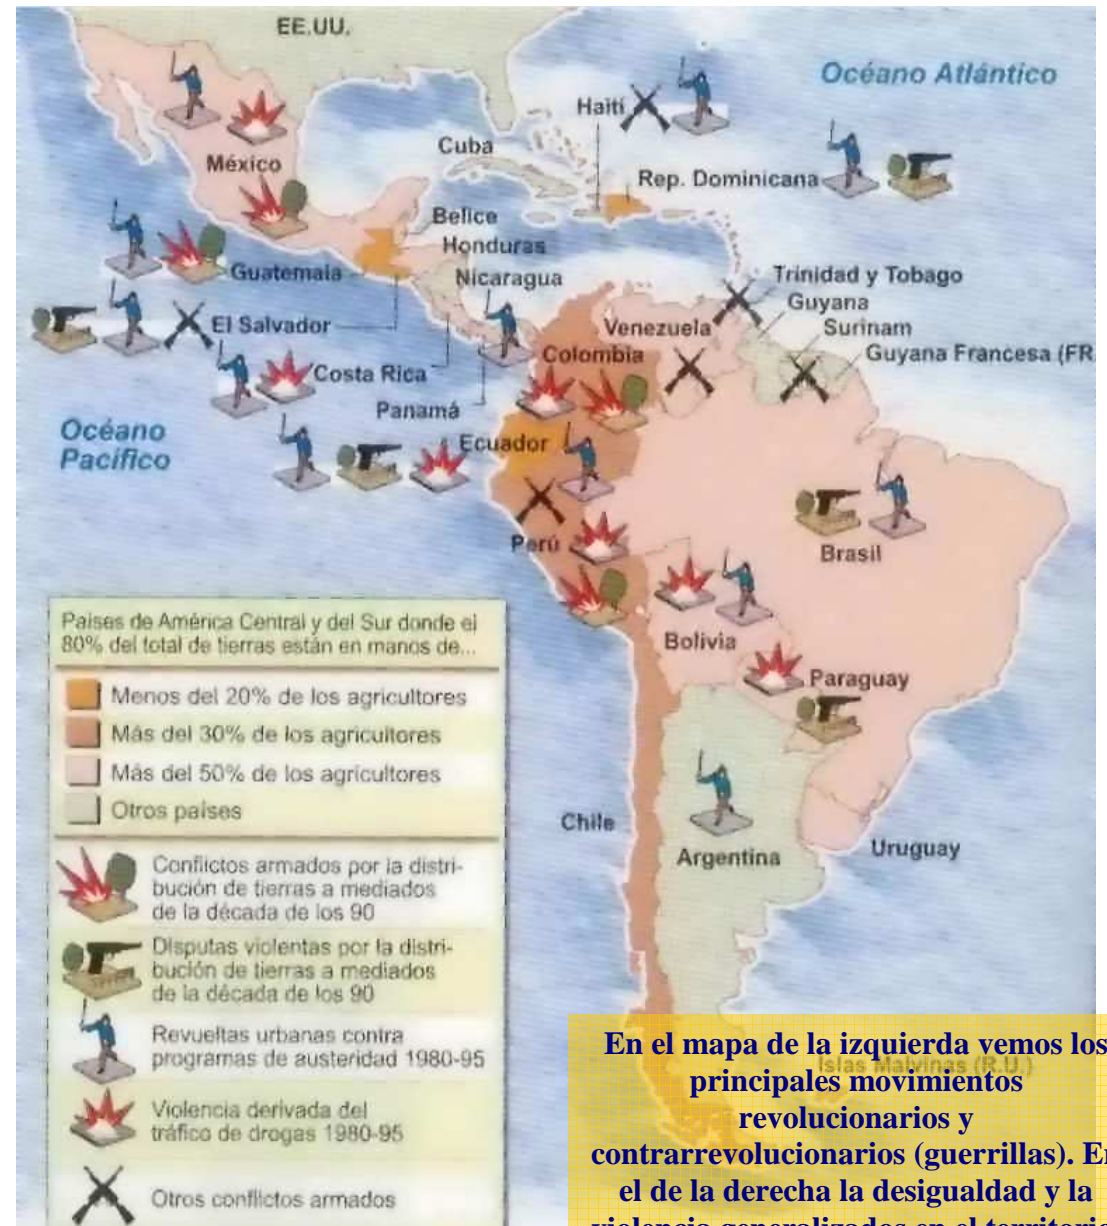 EE.UU.
Océano Atlántico
Haití
Cuba
México
Rep. Dominicana
Belice
Honduras
Guatemala
Nicaragua
Trinidad y Tobago
Guyana
El Salvador
Venezuela
Surinam
Colombia
Guyana Francesa (FR
Costa Rica
Panamá
Océano
Pacífico
Ecuador
Perú
Brasil
Bolivia
Paraguay
Chile
Argentina
Uruguay
Islas Malvinas (R.U.)
Países de América Central y del Sur donde el
80% del total de tierras están en manos de...
Menos del 20% de los agricultores
Más del 30% de los agricultores
Más del 50% de los agricultores
Otros países
Conflictos armados por la distri-
bución de tierras a mediados
de la década de los 90
Disputas violentas por la distri-
bución de tierras a mediados
de la década de los 90
Revueltas urbanas contra
programas de austeridad 1980-95
Violencia derivada del
tráfico de drogas 1980-95
Otros conflictos armados
En el mapa de la izquierda vemos los
principales movimientos
revolucionarios y
contrarrevolucionarios (guerrillas). En
el de la derecha la desigualdad y la
violencia generalizados en el territorio